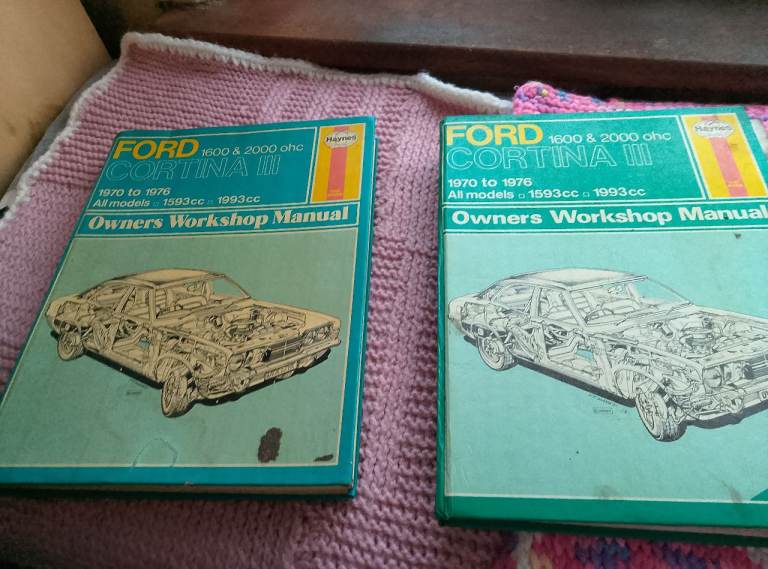 FORD 1600 & 2000 ohc
CORTINA III
Haynes
1970 to 1976
All models □ 1593cc □ 1993cc
Owners Workshop Manual
FORD 1600 & 2000 ohc
CORTINA III
Haynes
1970 to 1976
All models □ 1593cc □ 1993cc
Owners Workshop Manual